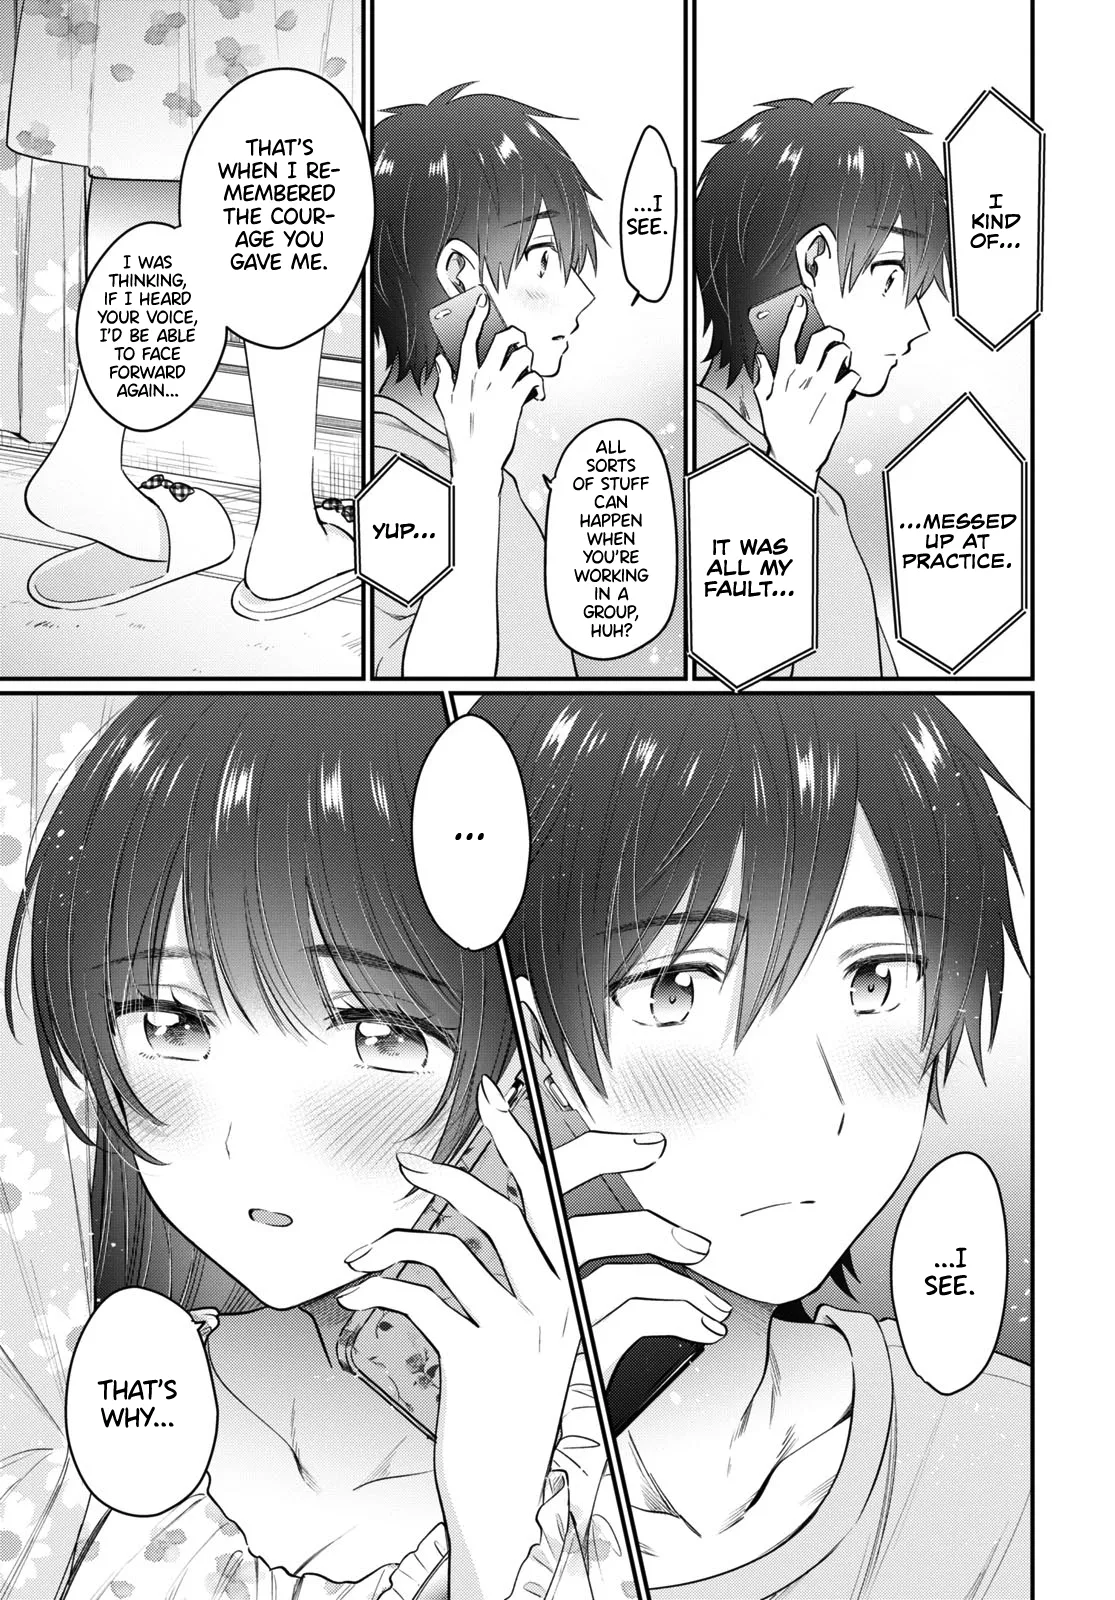 I
KIND
OF...
...MESSED
UP AT
PRACTICE.
IT WAS
ALL MY
FAULT...
...I
SEE.
ALL
SORTS
OF STUFF
CAN
HAPPEN
WHEN
YOU'RE
WORKING
IN A
GROUP,
HUH?
YUP...
THAT'S
WHEN I RE-
MEMBERED
THE COUR-
AGE YOU
GAVE ME.
I WAS
THINKING,
IF I HEARD
YOUR VOICE,
I'D BE ABLE
TO FACE
FORWARD
AGAIN...
...I
SEE.
...
THAT'S
WHY...